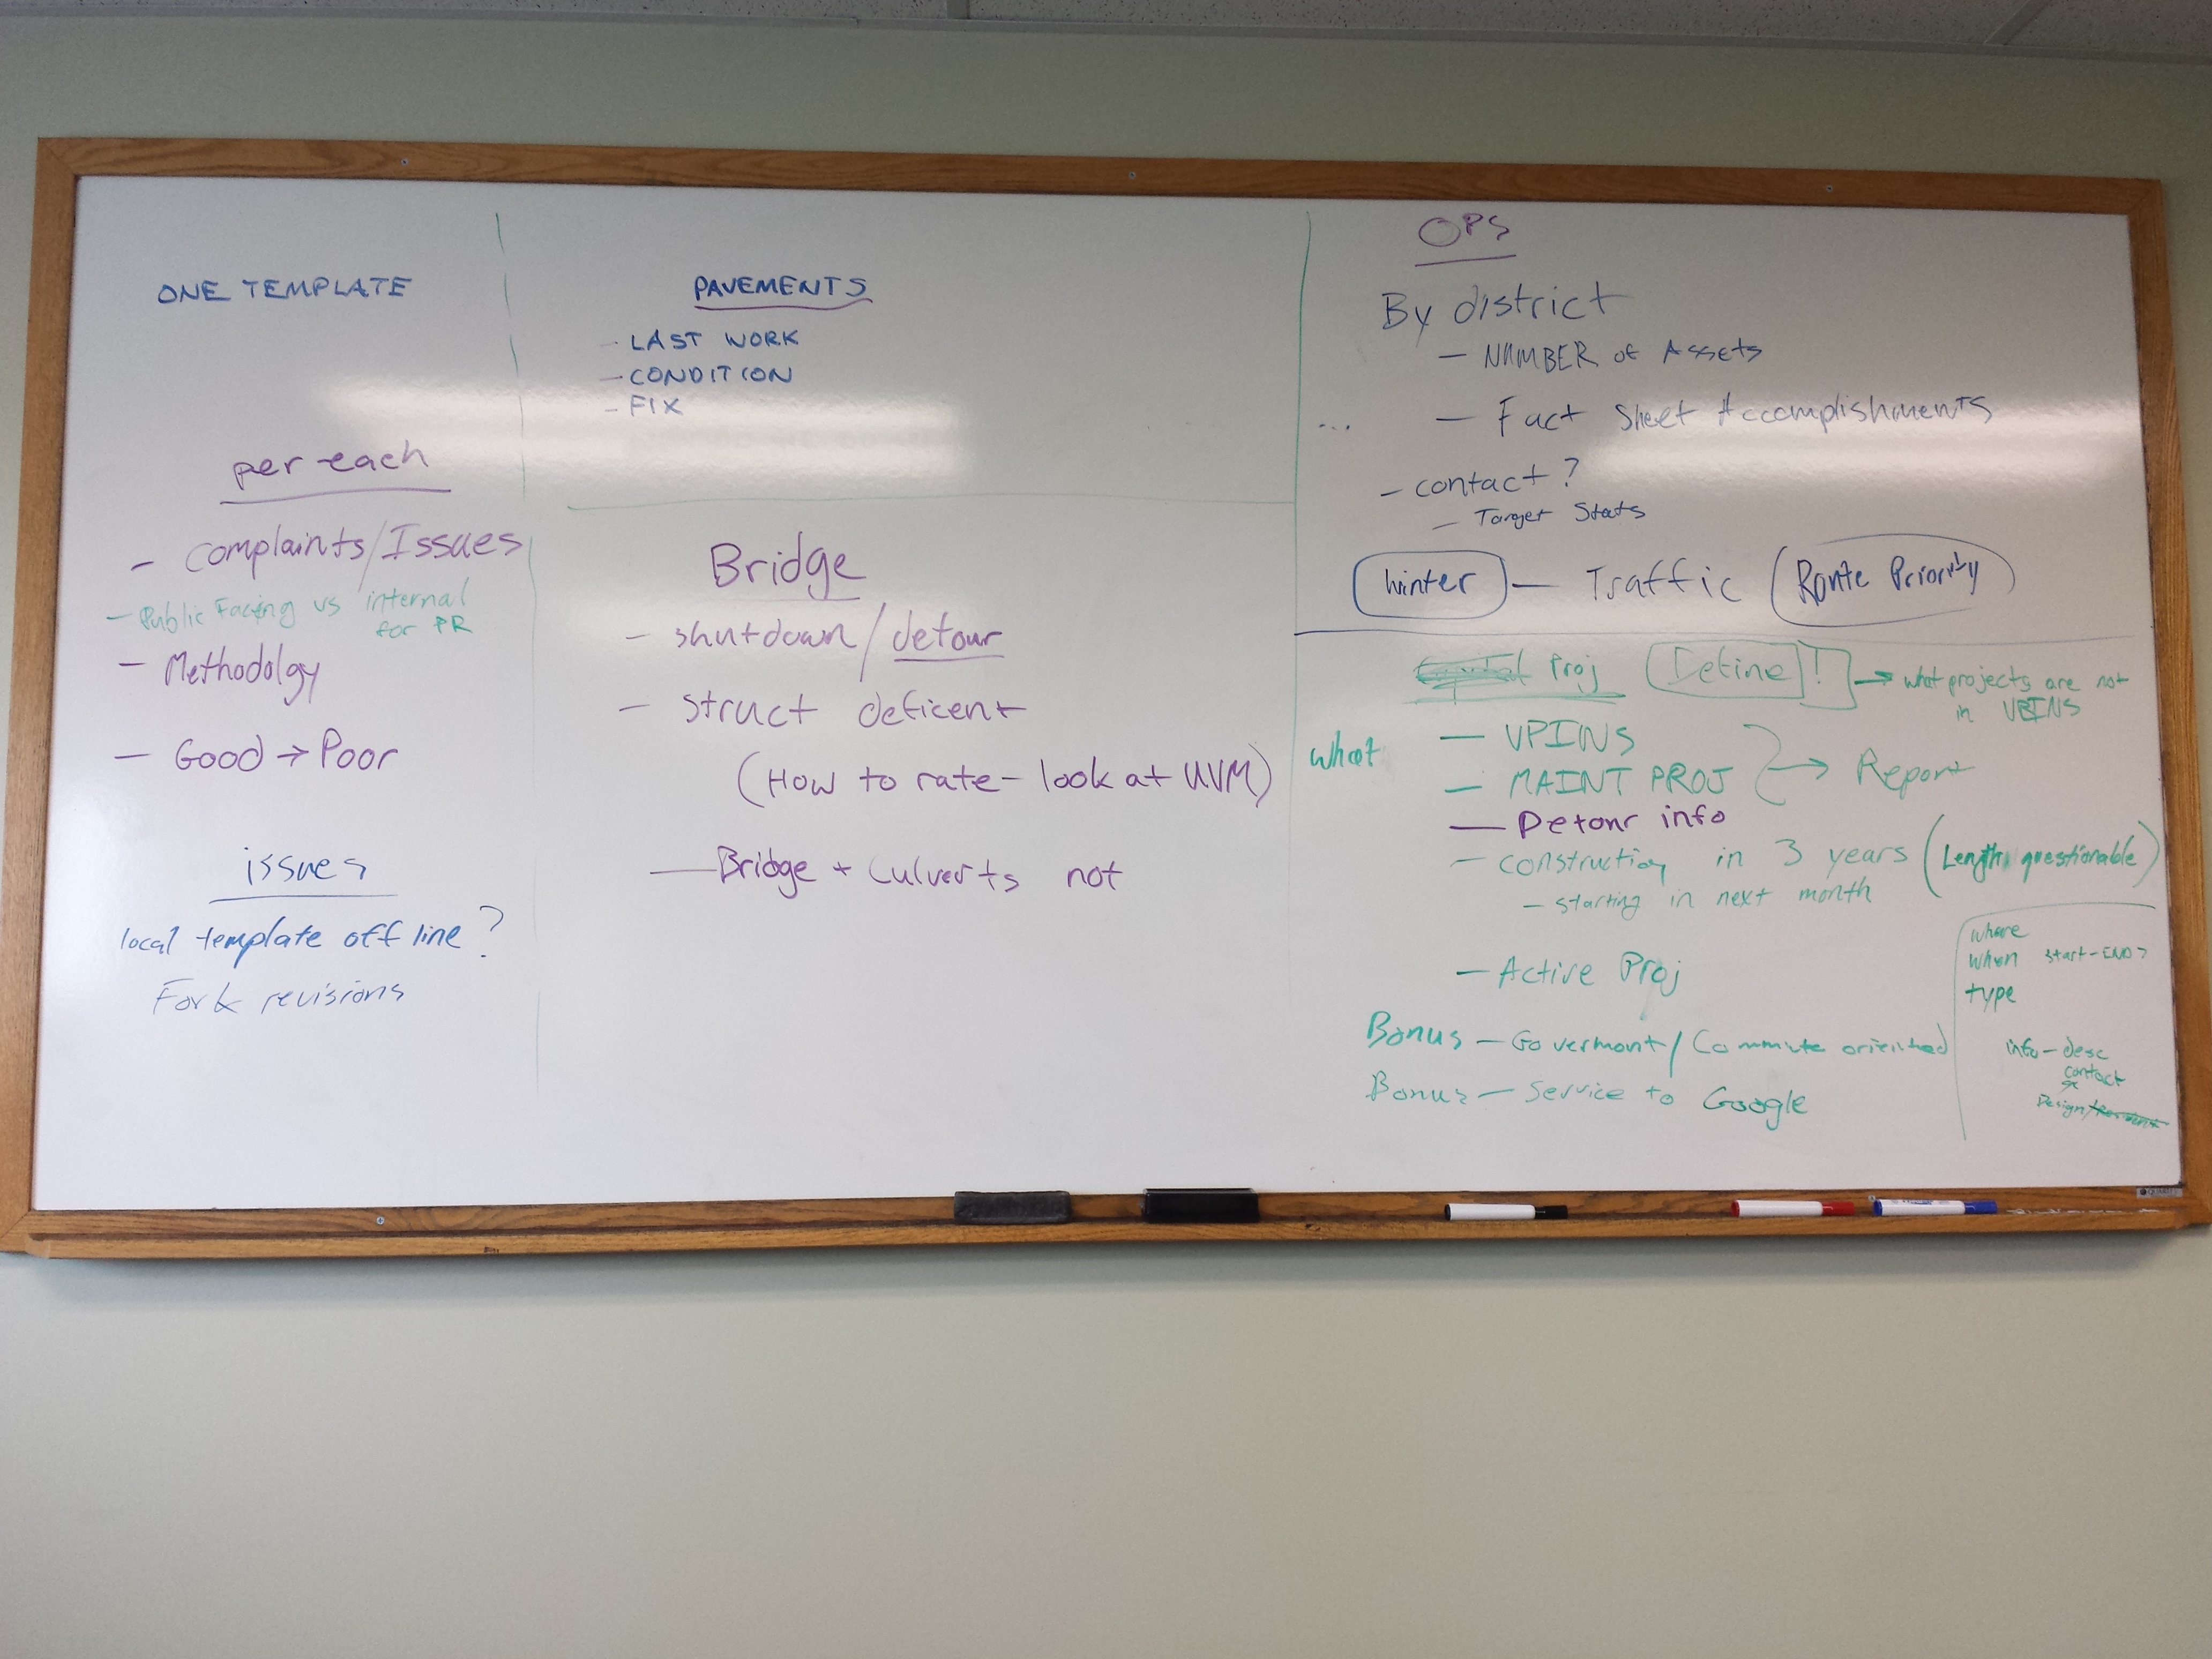 ONE TEMPLATE
per each
- Complaints/Issues
- Public Facing vs internal
for PR
- Methodolgy
- Good → Poor
issues
local template off line?
Fork revisions
PAVEMENTS
- LAST WORK
- CONDITION
- FIX
Bridge
- shutdown/detour
- struct deficent
(How to rate - look at UVM)
- Bridge + Culverts not
OPS
By district
- NUMBER of Assets
...
- Fact Sheet Accomplishments
- contact?
- Target Stats
Winter - Traffic (Route Priority)
Proj Define! → what projects are not
in VPINS
what
- VPINS
- MAINT PROJ
→ Report
- Detour info
- construction in 3 years (Length questionable)
- starting in next month
- Active Proj
Bonus - Go vermont/Commute oriented
Bonus - Service to Google
where
when start-END?
type
info - desc
contact
Design/